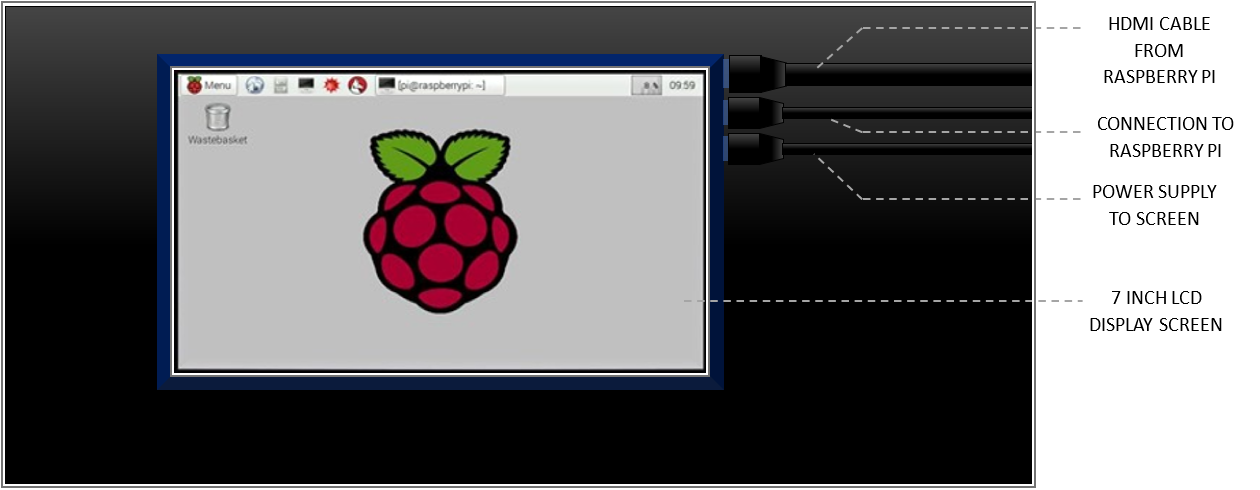 HDMI CABLE
FROM
RASPBERRY PI
Menu
[pi@raspberrypi: ~]
09:59
Wastebasket
CONNECTION TO
RASPBERRY PI
POWER SUPPLY
TO SCREEN
7 INCH LCD
DISPLAY SCREEN